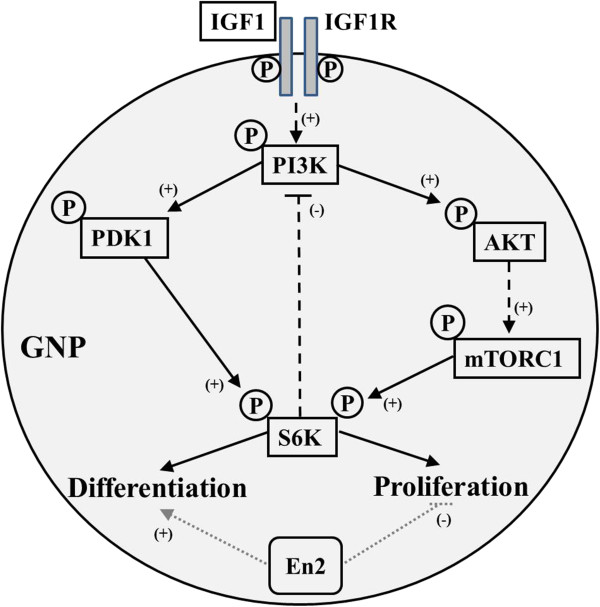 IGF1
IGF1R
P
P
(+)
P
PI3K
(+)
(+)
P
(-)
P
PDK1
AKT
(+)
P
GNP
mTORC1
(+)
P
P
(+)
S6K
Differentiation
Proliferation
(+)
(-)
En2